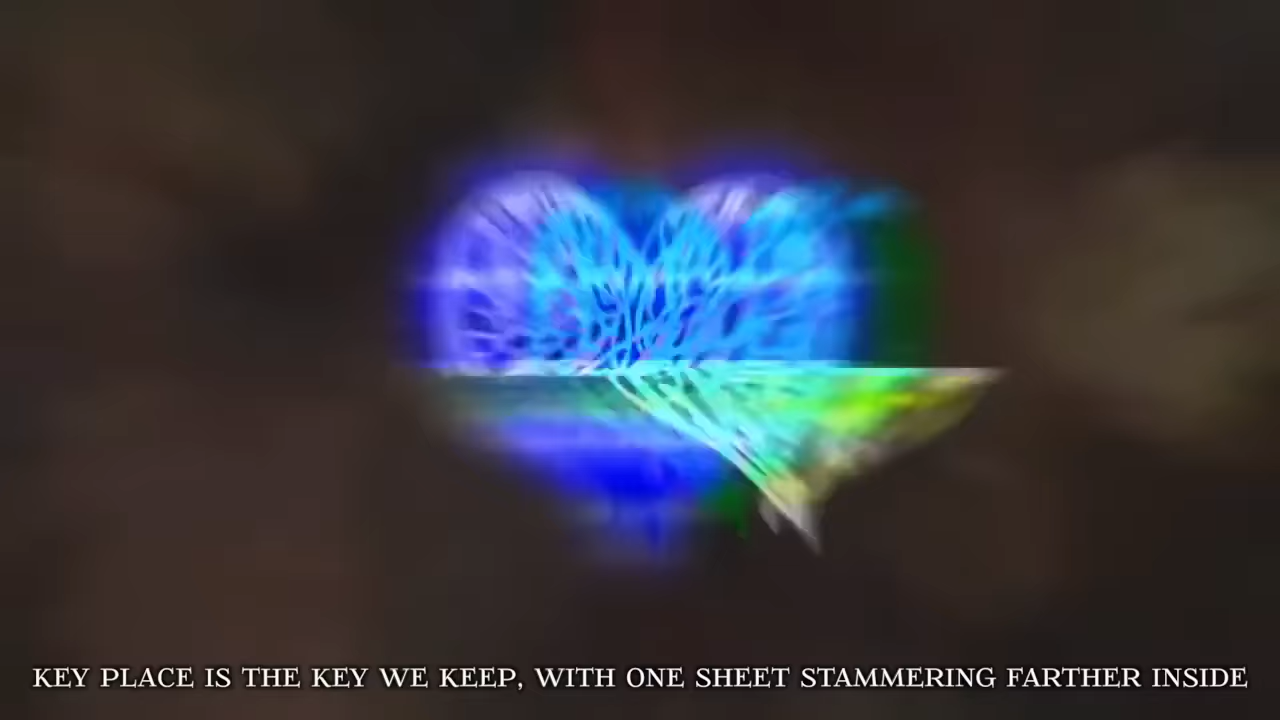 KEY PLACE IS THE KEY WE KEEP, WITH ONE SHEET STAMMERING FARTHER INSIDE